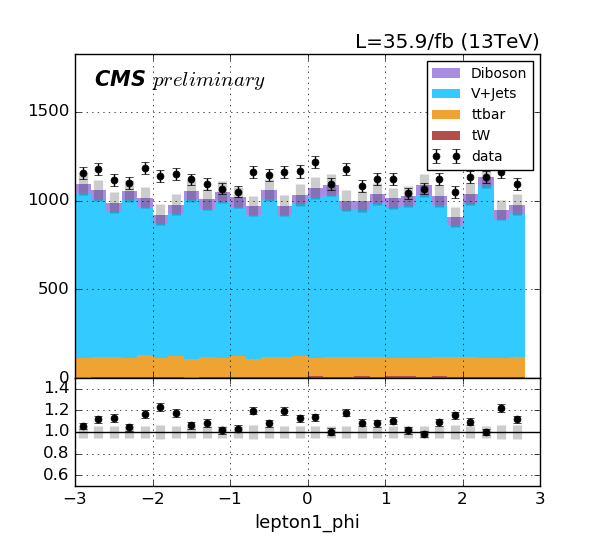 L=35.9/fb (13TeV)
CMS preliminary
Diboson
V+Jets
ttbar
tW
data
1500
1000
500
0
1.4
1.2
1.0
0.8
0.6
−3 −2 −1 0 1 2 3
lepton1_phi